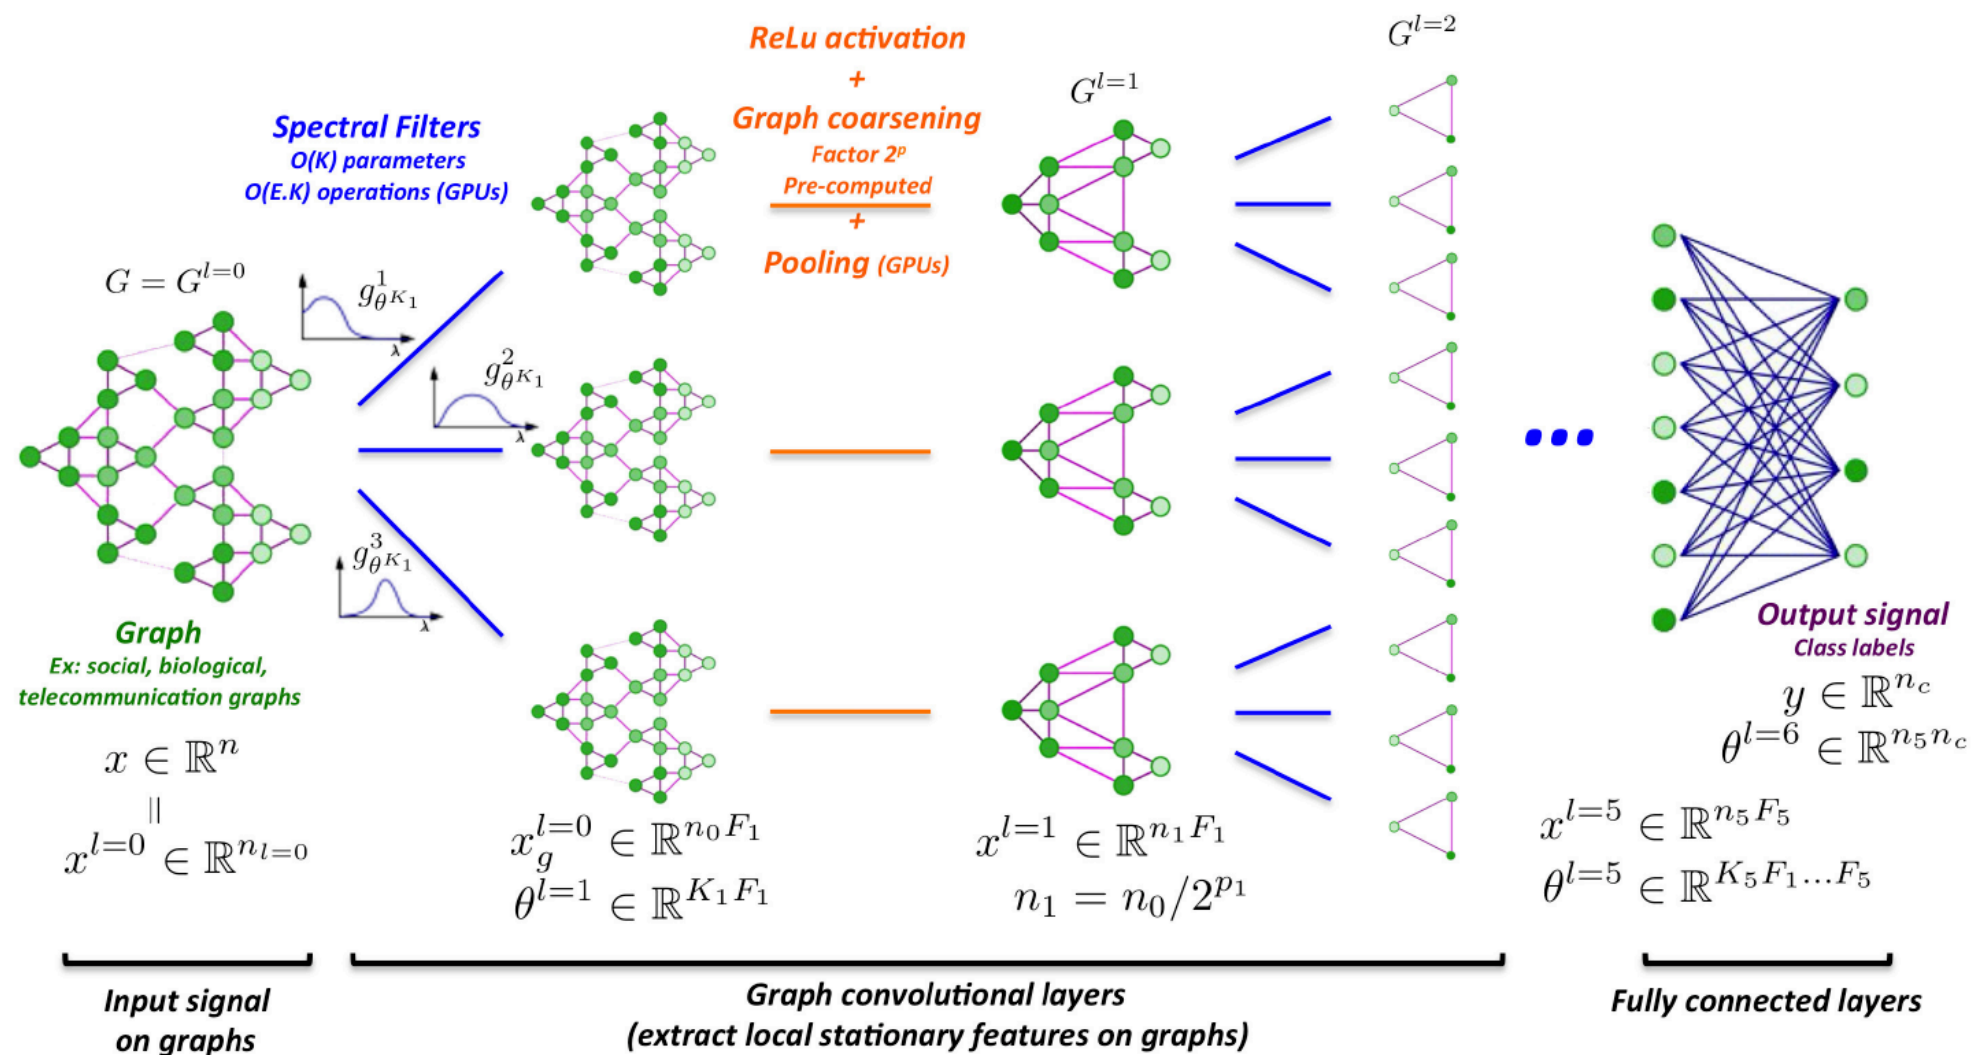 G = G^{l=0}
Graph
Ex: social, biological,
telecommunication graphs
x ∈ ℝ^n
=
x^{l=0} ∈ ℝ^{n_{l=0}}
Input signal
on graphs
Spectral Filters
O(K) parameters
O(E.K) operations (GPUs)
g^1_{θ^{K_1}}
λ
g^2_{θ^{K_1}}
λ
g^3_{θ^{K_1}}
λ
x_g^{l=0} ∈ ℝ^{n_0 F_1}
θ^{l=1} ∈ ℝ^{K_1 F_1}
ReLu activation
+
Graph coarsening
Factor 2^p
Pre-computed
+
Pooling (GPUs)
G^{l=1}
x^{l=1} ∈ ℝ^{n_1 F_1}
n_1 = n_0/2^{p_1}
G^{l=2}
...
Graph convolutional layers
(extract local stationary features on graphs)
Output signal
Class labels
y ∈ ℝ^{n_c}
θ^{l=6} ∈ ℝ^{n_5 n_c}
x^{l=5} ∈ ℝ^{n_5 F_5}
θ^{l=5} ∈ ℝ^{K_5 F_1...F_5}
Fully connected layers